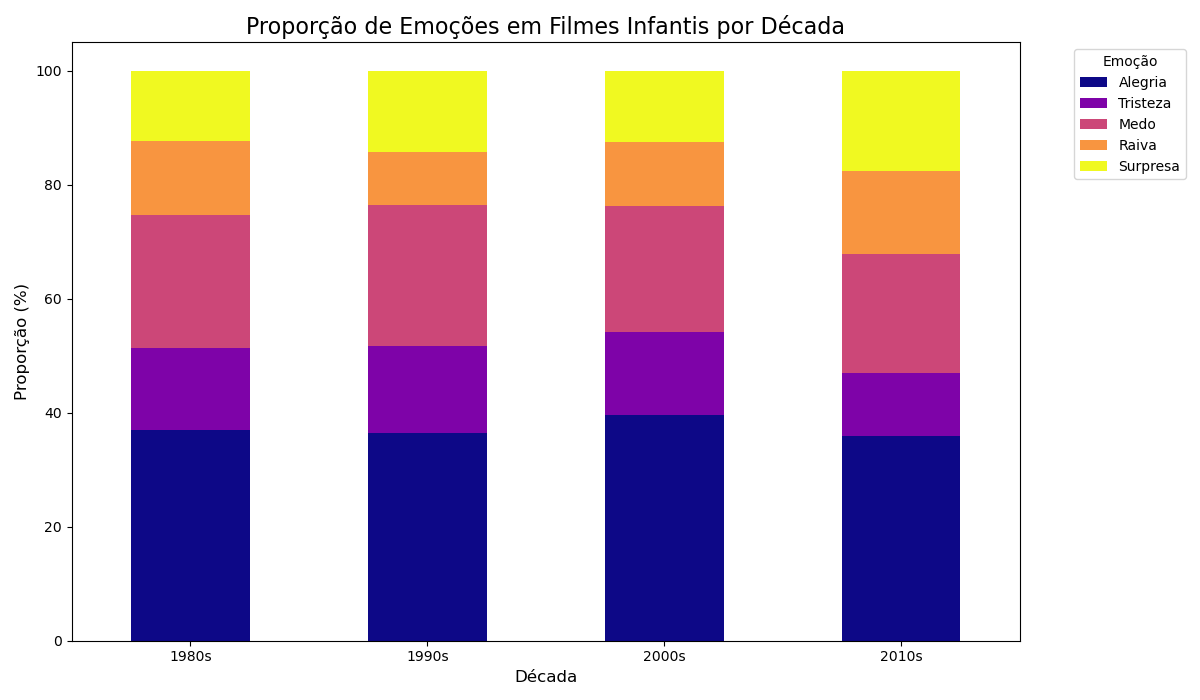 Proporção de Emoções em Filmes Infantis por Década
Emoção
Alegria
Tristeza
Medo
Raiva
Surpresa
Proporção (%)
100
80
60
40
20
0
1980s
1990s
2000s
2010s
Década